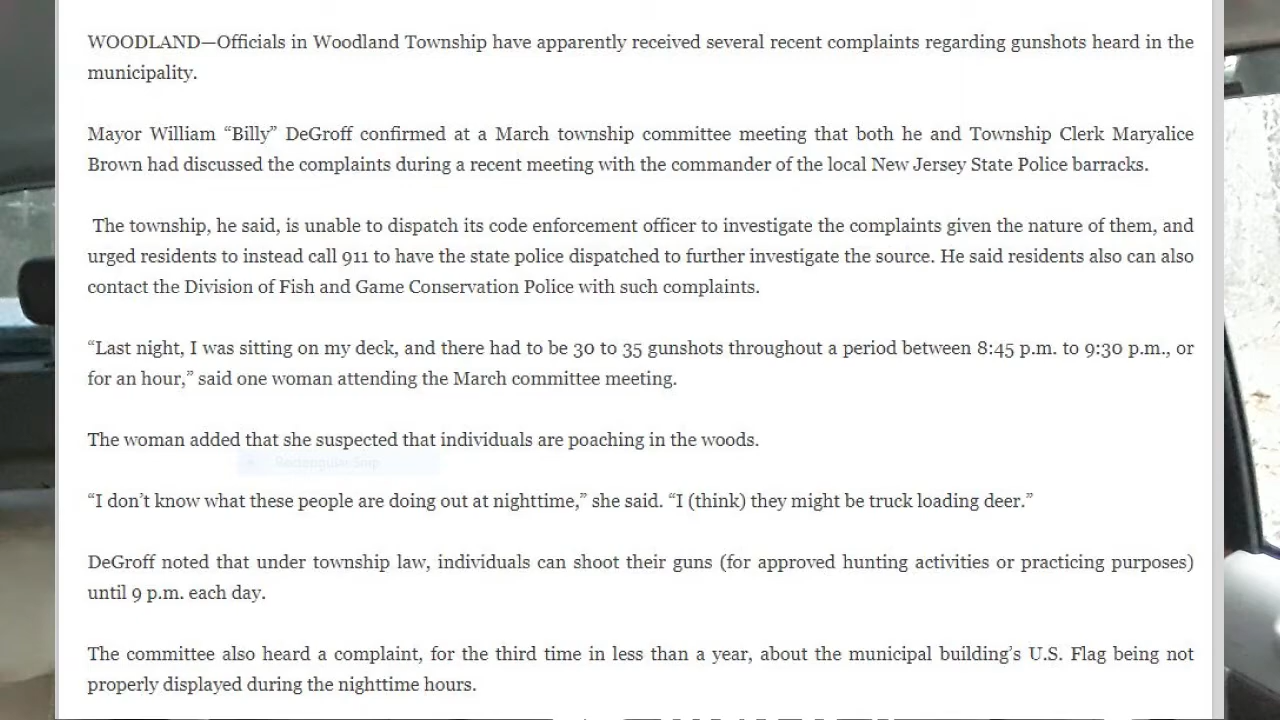 WOODLAND—Officials in Woodland Township have apparently received several recent complaints regarding gunshots heard in the
municipality.
Mayor William “Billy” DeGroff confirmed at a March township committee meeting that both he and Township Clerk Maryalice
Brown had discussed the complaints during a recent meeting with the commander of the local New Jersey State Police barracks.
The township, he said, is unable to dispatch its code enforcement officer to investigate the complaints given the nature of them, and
urged residents to instead call 911 to have the state police dispatched to further investigate the source. He said residents also can also
contact the Division of Fish and Game Conservation Police with such complaints.
“Last night, I was sitting on my deck, and there had to be 30 to 35 gunshots throughout a period between 8:45 p.m. to 9:30 p.m., or
for an hour,” said one woman attending the March committee meeting.
The woman added that she suspected that individuals are poaching in the woods.
Rectangular Snip
“I don’t know what these people are doing out at nighttime,” she said. “I (think) they might be truck loading deer.”
DeGroff noted that under township law, individuals can shoot their guns (for approved hunting activities or practicing purposes)
until 9 p.m. each day.
The committee also heard a complaint, for the third time in less than a year, about the municipal building’s U.S. Flag being not
properly displayed during the nighttime hours.